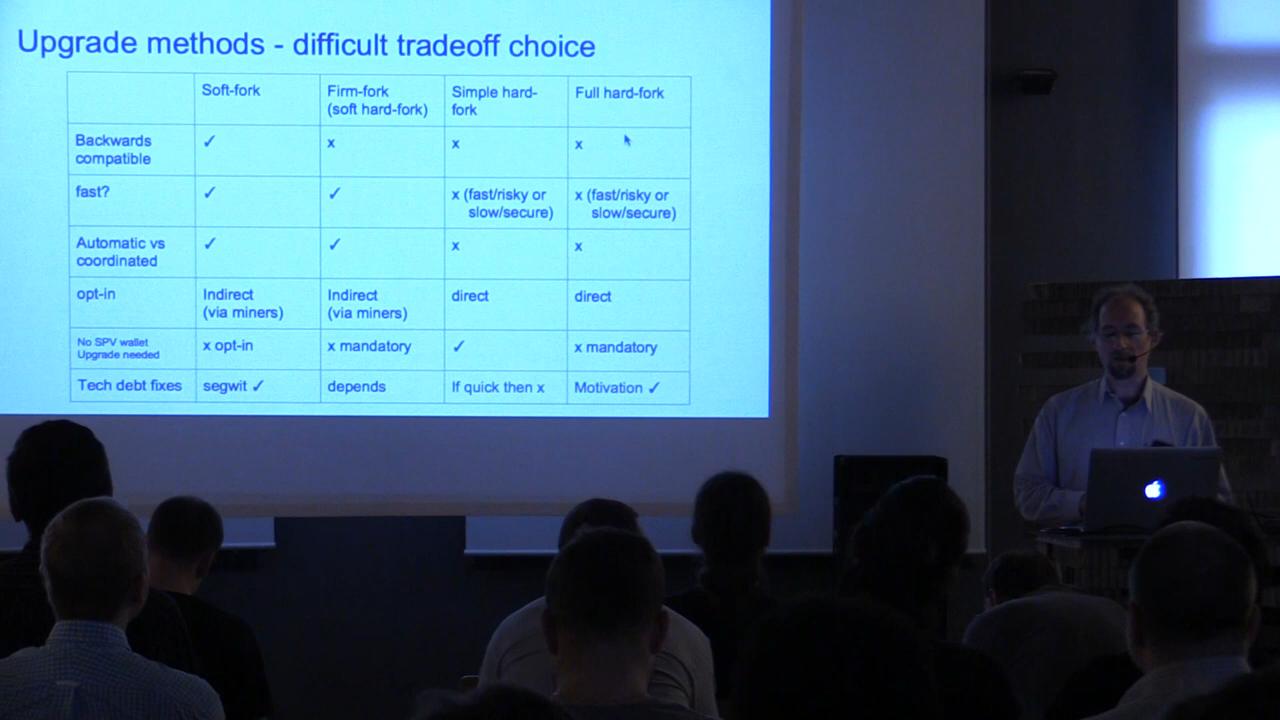 Upgrade methods - difficult tradeoff choice
Soft-fork
Firm-fork
(soft hard-fork)
Simple hard-
fork
Full hard-fork
Backwards
compatible
✓
x
x
x
fast?
✓
✓
x (fast/risky or
slow/secure)
x (fast/risky or
slow/secure)
Automatic vs
coordinated
✓
✓
x
x
opt-in
Indirect
(via miners)
Indirect
(via miners)
direct
direct
No SPV wallet
Upgrade needed
x opt-in
x mandatory
✓
x mandatory
Tech debt fixes
segwit ✓
depends
If quick then x
Motivation ✓